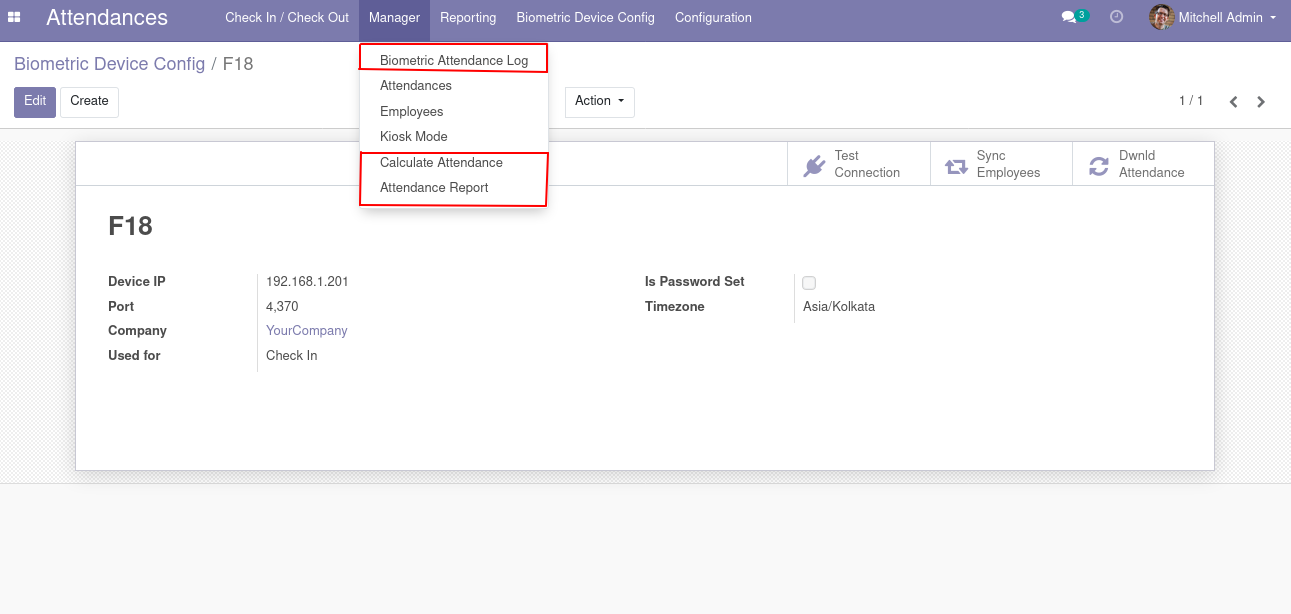 Attendances
Check In / Check Out
Manager
Reporting
Biometric Device Config
Configuration
3
Mitchell Admin
Biometric Device Config / F18
Edit
Create
Action
1 / 1
Biometric Attendance Log
Attendances
Employees
Kiosk Mode
Calculate Attendance
Attendance Report
Test
Connection
Sync
Employees
Dwnld
Attendance
F18
Device IP 192.168.1.201
Port 4,370
Company YourCompany
Used for Check In
Is Password Set
Timezone Asia/Kolkata